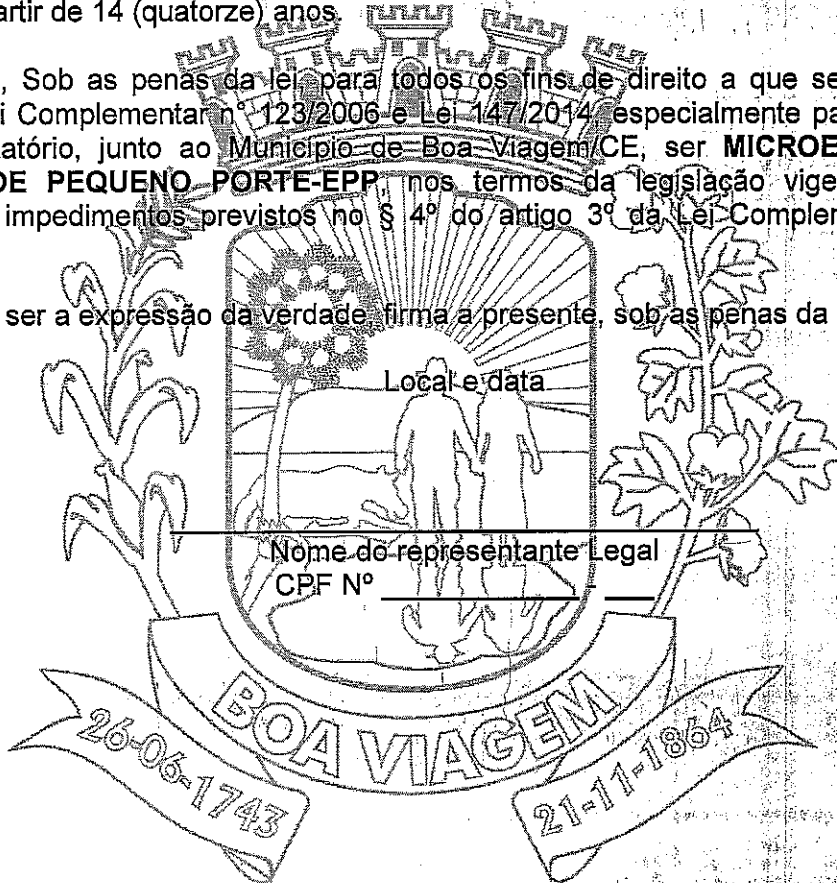 artir de 14 (quatorze) anos.
, Sob as penas da lei, para todos os fins de direito a que se
i Complementar n° 123/2006 e Lei 147/2014, especialmente pa
atório, junto ao Município de Boa Viagem/CE, ser MICROE
DE PEQUENO PORTE-EPP, nos termos da legislação vige
impedimentos previstos no § 4º do artigo 3º da Lei Complem
ser a expressão da verdade, firma a presente, sob as penas da
Local e data
Nome do representante Legal
CPF Nº
BOA VIAGEM
26-06-1743
21-11-1864